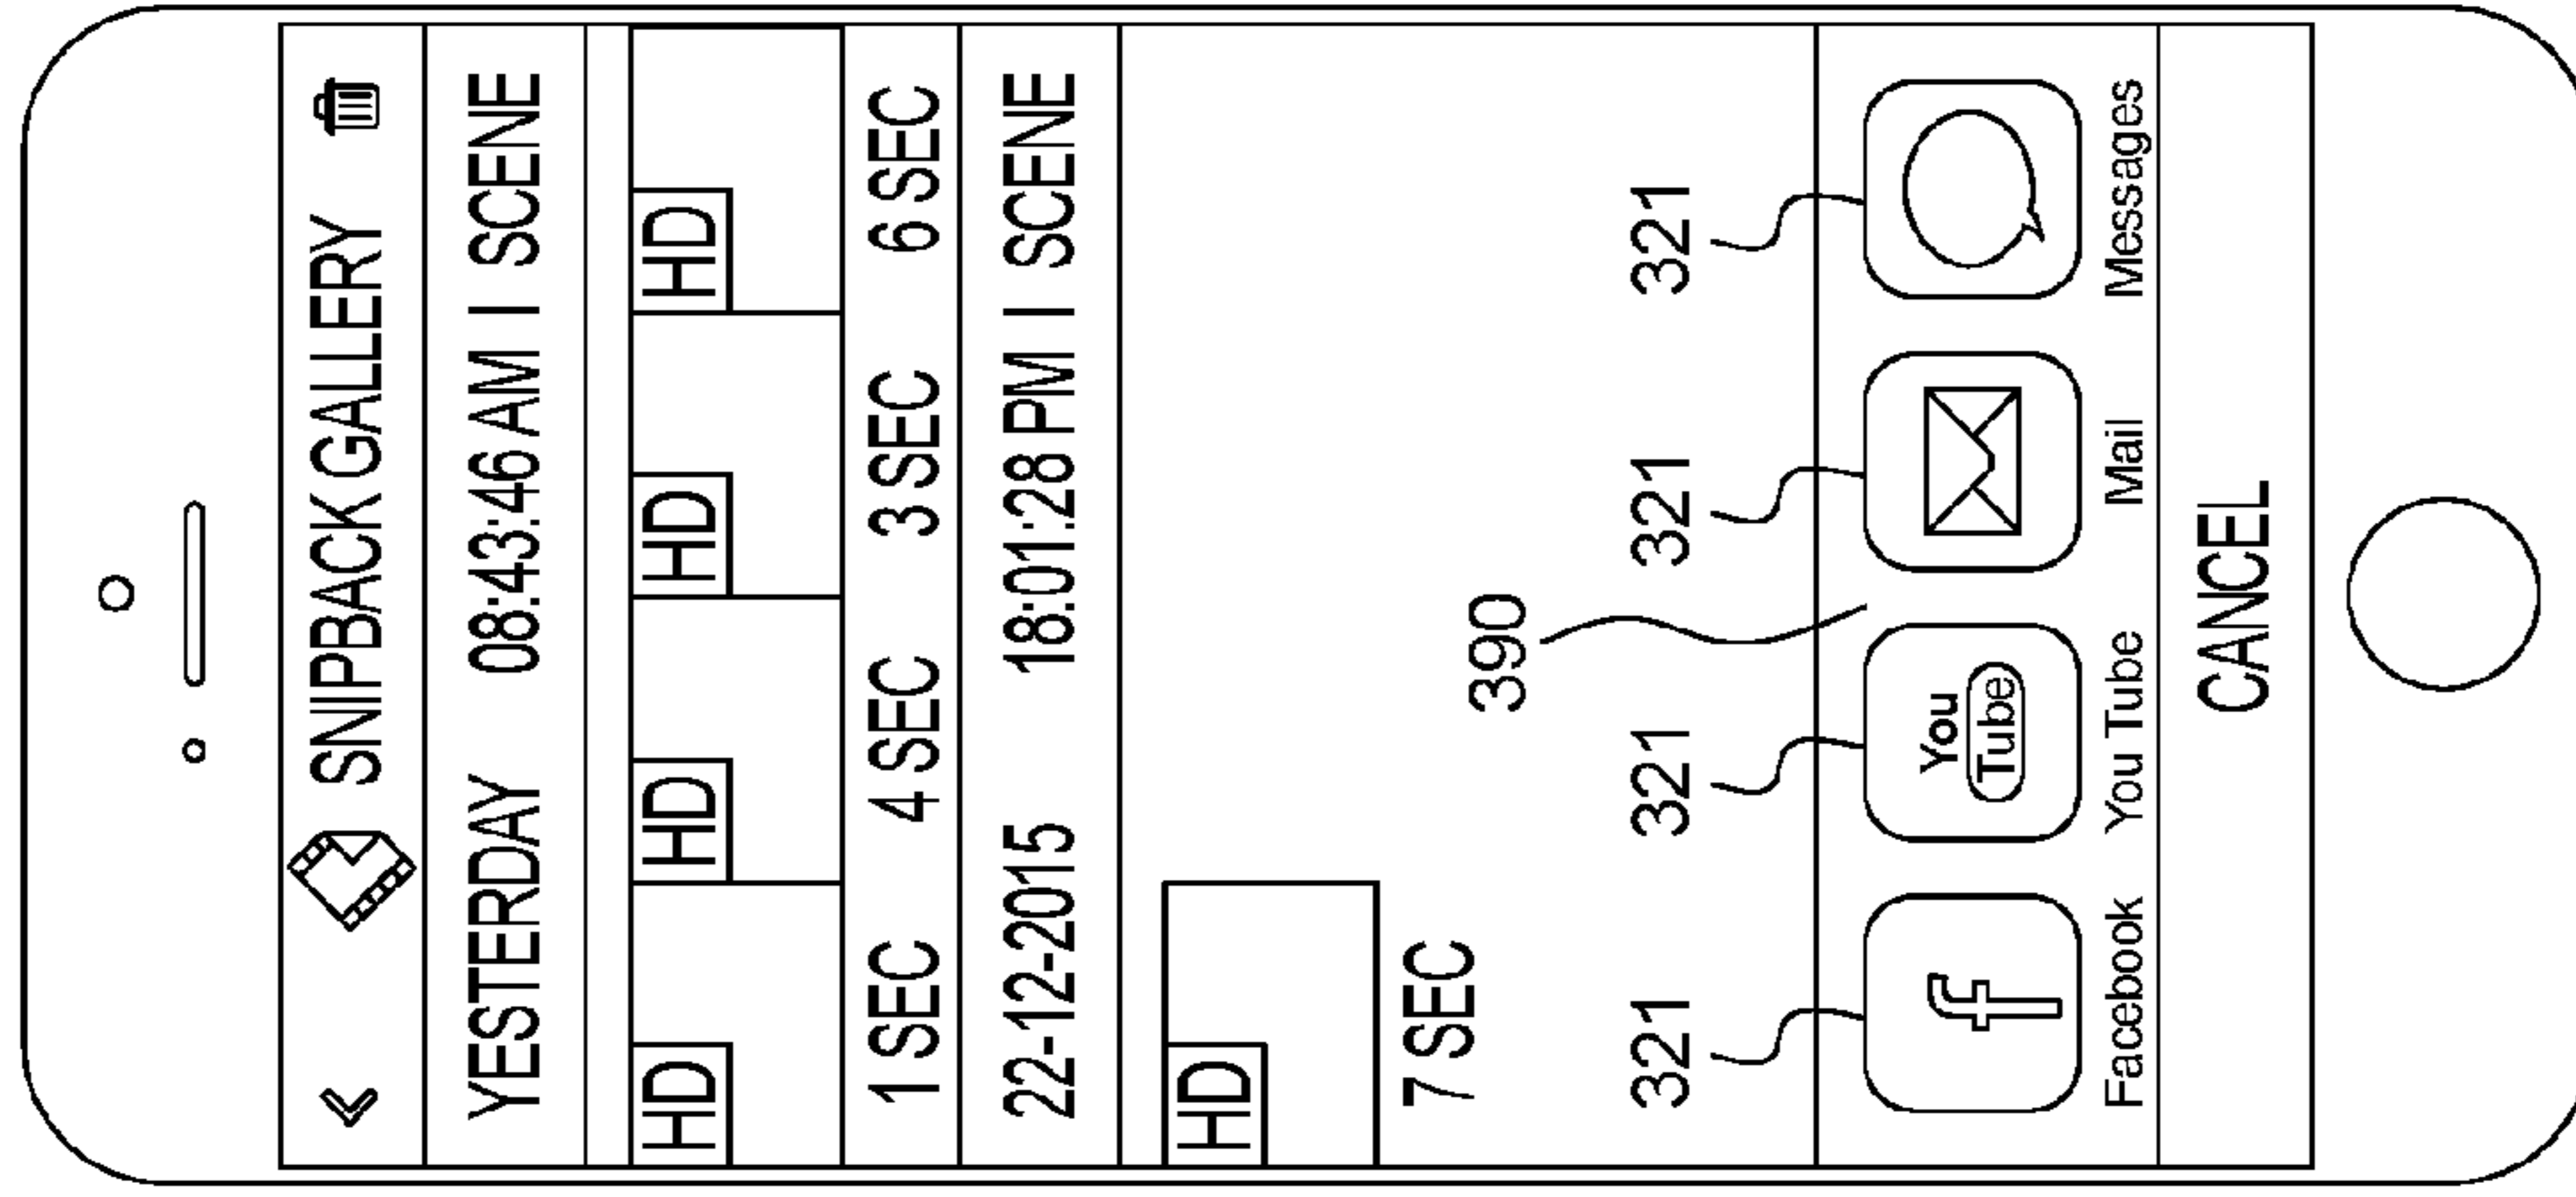 SNIPBACK GALLERY
YESTERDAY 08:43:46 AM I SCENE
HD HD HD HD
1 SEC 4 SEC 3 SEC 6 SEC
22-12-2015 18:01:28 PM I SCENE
HD
7 SEC
390
321 321 321 321
f You Tube
Facebook You Tube Mail Messages
CANCEL